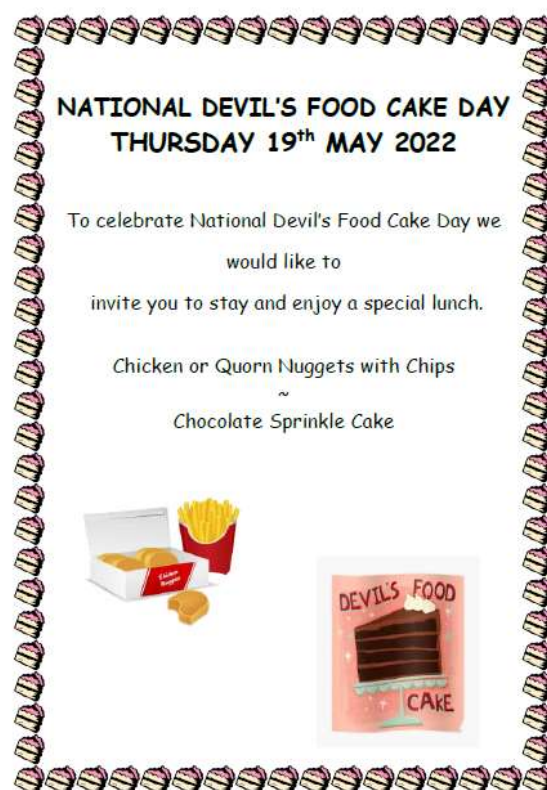 NATIONAL DEVIL'S FOOD CAKE DAY
THURSDAY 19th MAY 2022
To celebrate National Devil's Food Cake Day we
would like to
invite you to stay and enjoy a special lunch.
Chicken or Quorn Nuggets with Chips
~
Chocolate Sprinkle Cake
Chicken
Nuggets
DEVIL'S FOOD
CAKE